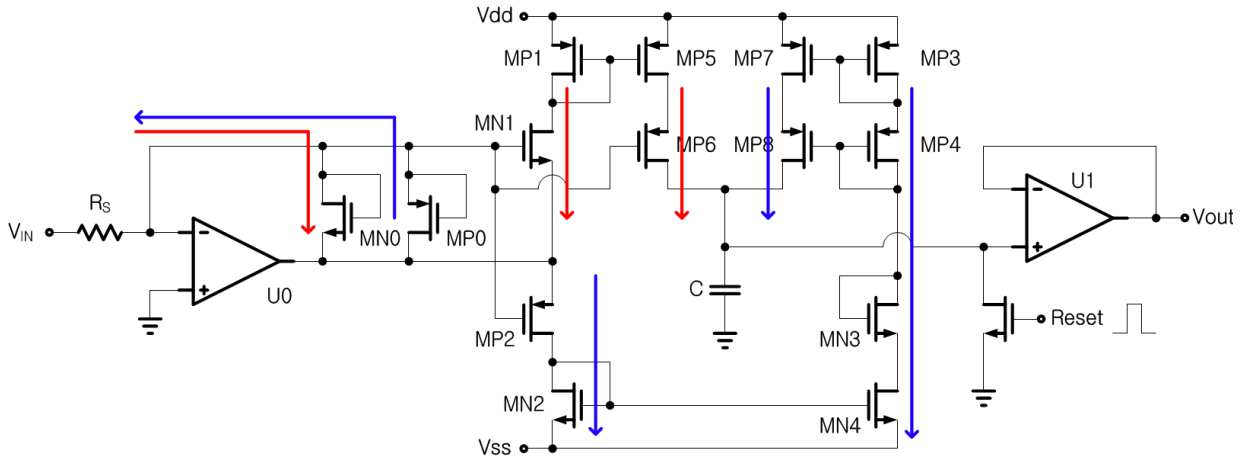 Vdd
MP1
MP5
MP7
MP3
MN1
MP6
MP8
MP4
RS
VIN
U0
MN0
MP0
U1
Vout
C
MP2
MN3
Reset
MN2
MN4
Vss